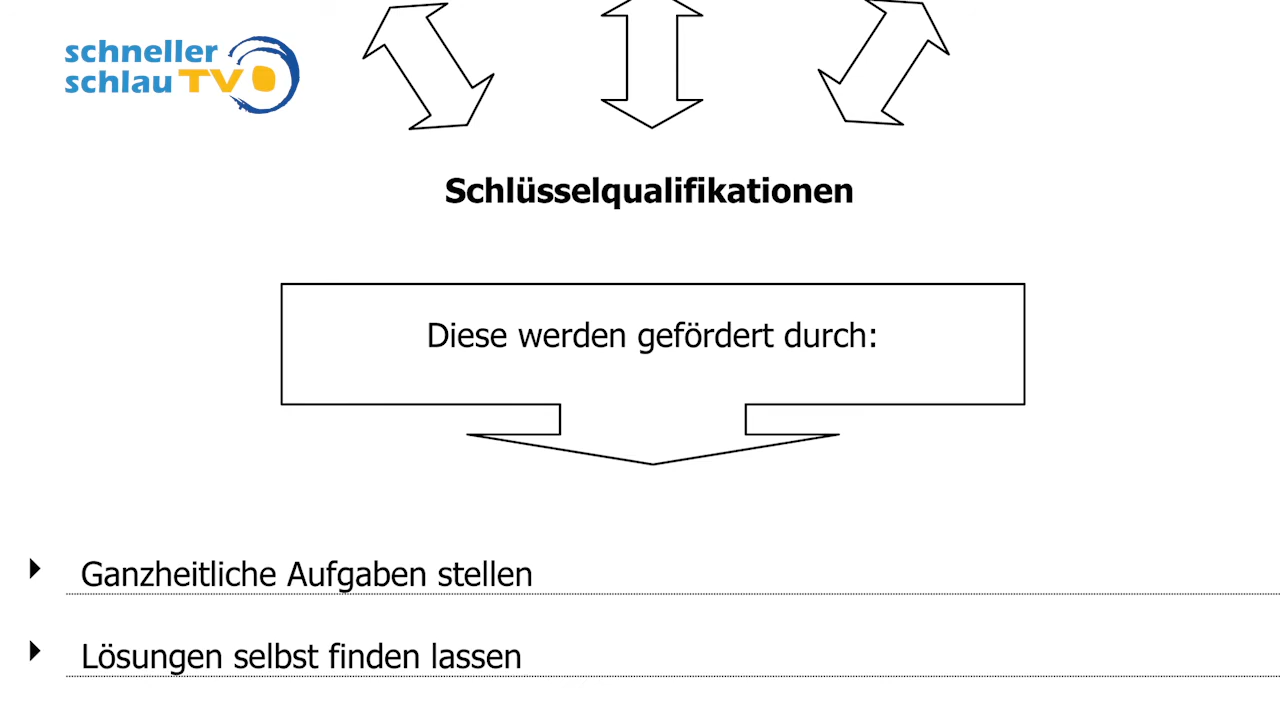 schneller
schlau TV
Schlüsselqualifikationen
Diese werden gefördert durch:
Ganzheitliche Aufgaben stellen
Lösungen selbst finden lassen